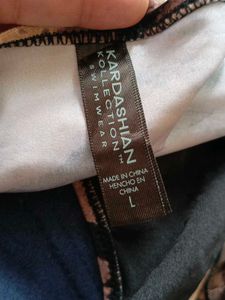 KARDASHIAN
KOLLECTION™
SWIMWEAR
MADE IN CHINA
HENCHO EN
CHINA
L